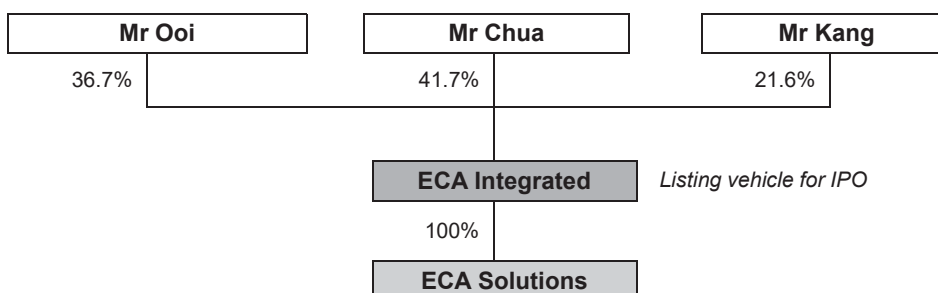 Mr Ooi
Mr Chua
Mr Kang
36.7%
41.7%
21.6%
ECA Integrated
Listing vehicle for IPO
100%
ECA Solutions